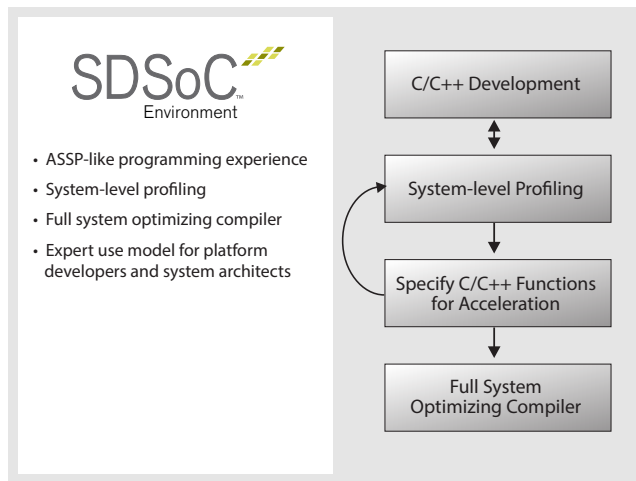 SDSoC™
Environment
• ASSP-like programming experience
• System-level profiling
• Full system optimizing compiler
• Expert use model for platform
developers and system architects
C/C++ Development
System-level Profiling
Specify C/C++ Functions
for Acceleration
Full System
Optimizing Compiler